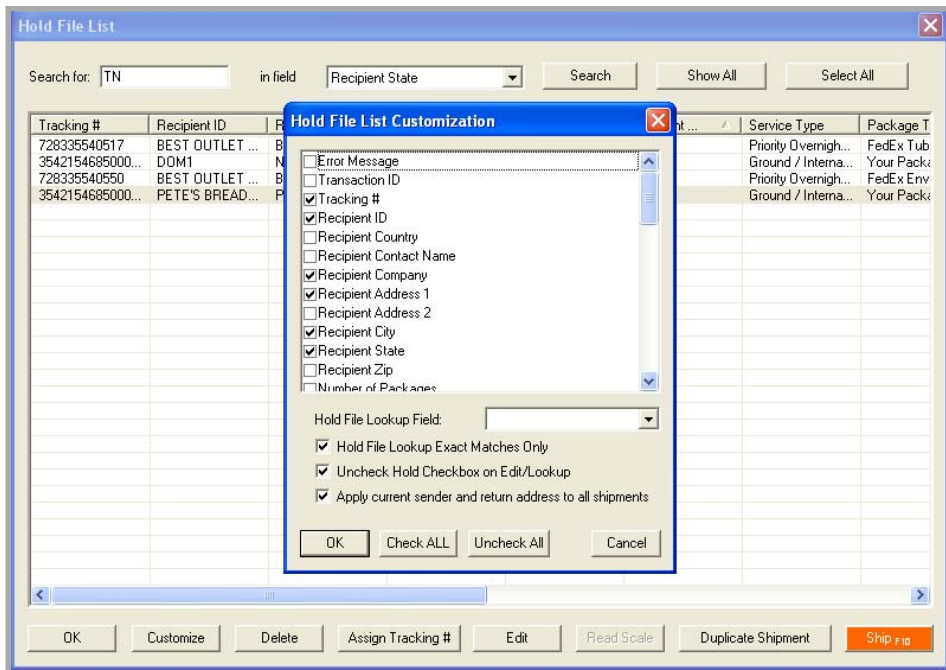 Hold File List
Search for: TN in field Recipient State Search Show All Select All
Hold File List Customization
Tracking # Recipient ID Service Type Package T
728335540517 BEST OUTLET ... B Priority Overnigh... FedEx Tub
3542154685000... DOM1 N Ground / Interna... Your Packa
728335540550 BEST OUTLET ... B Priority Overnigh... FedEx Env
3542154685000... PETE'S BREAD... P Ground / Interna... Your Packa
Error Message
Transaction ID
Tracking #
Recipient ID
Recipient Country
Recipient Contact Name
Recipient Company
Recipient Address 1
Recipient Address 2
Recipient City
Recipient State
Recipient Zip
Number of Packages
Hold File Lookup Field:
Hold File Lookup Exact Matches Only
Uncheck Hold Checkbox on Edit/Lookup
Apply current sender and return address to all shipments
OK Check ALL Uncheck All Cancel
OK Customize Delete Assign Tracking # Edit Read Scale Duplicate Shipment Ship F10